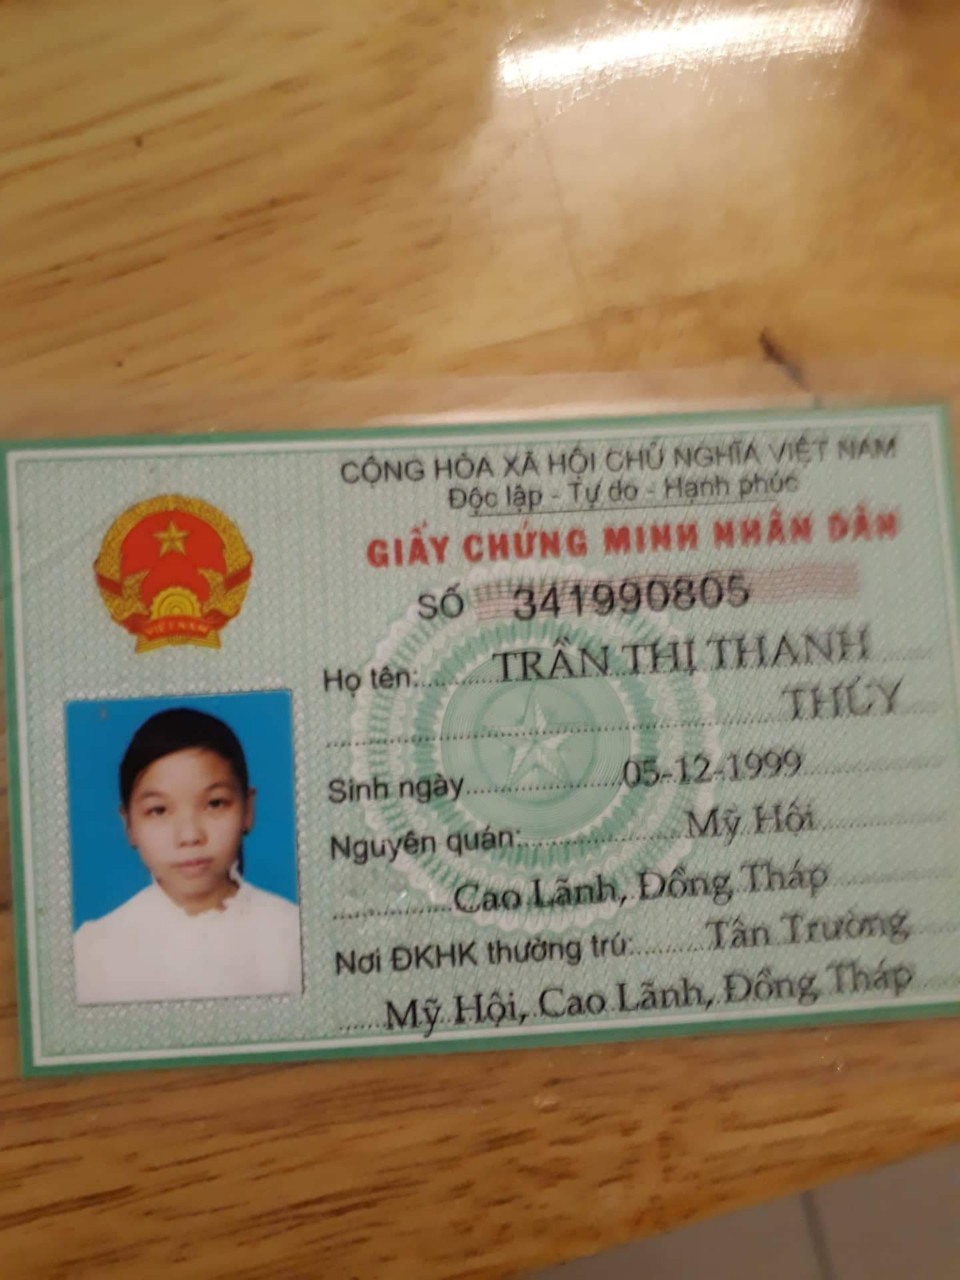 CỘNG HÒA XÃ HỘI CHỦ NGHĨA VIỆT NAM
Độc lập - Tự do - Hạnh phúc
GIẤY CHỨNG MINH NHÂN DÂN
SỐ 341990805
Họ tên: TRẦN THỊ THANH
THÚY
Sinh ngày 05-12-1999
Nguyên quán: Mỹ Hội
Cao Lãnh, Đồng Tháp
Nơi ĐKHK thường trú: Tân Trường
Mỹ Hội, Cao Lãnh, Đồng Tháp
VIỆT NAM